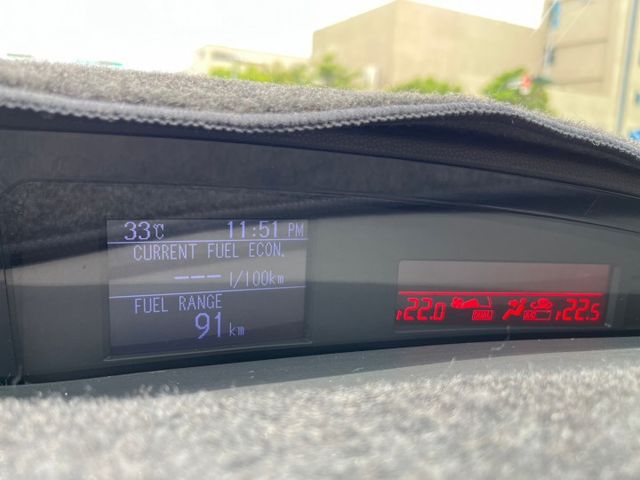 33℃ 11:51 PM
CURRENT FUEL ECON.
--- l/100km
FUEL RANGE
91 km
22.0 DUAL A/C 22.5